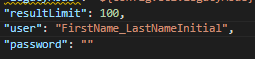 "resultLimit": 100,
"user": "FirstName_LastNameInitial",
"password": ""